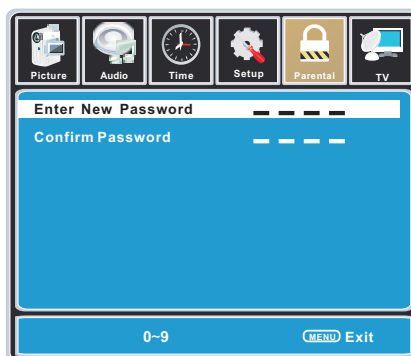 Picture Audio Time Setup Parental TV
Enter New Password _ _ _ _
Confirm Password _ _ _ _
0~9 MENU Exit